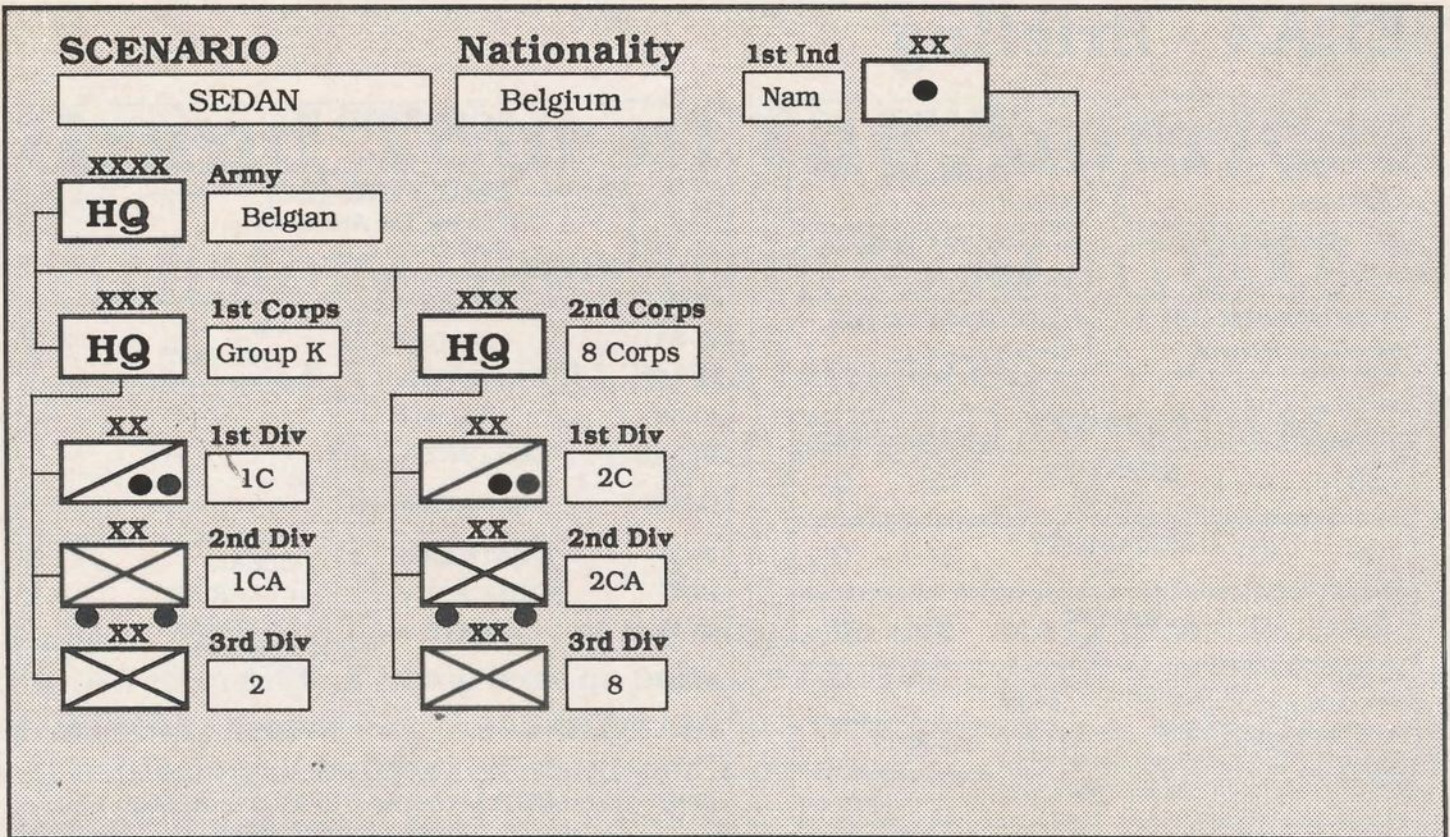 SCENARIO Nationality 1st Ind XX
SEDAN Belgium Nam
XXXX Army
HQ Belgian
XXX 1st Corps XXX 2nd Corps
HQ Group K HQ 8 Corps
XX 1st Div XX 1st Div
1C 2C
XX 2nd Div XX 2nd Div
1CA 2CA
XX 3rd Div XX 3rd Div
2 8